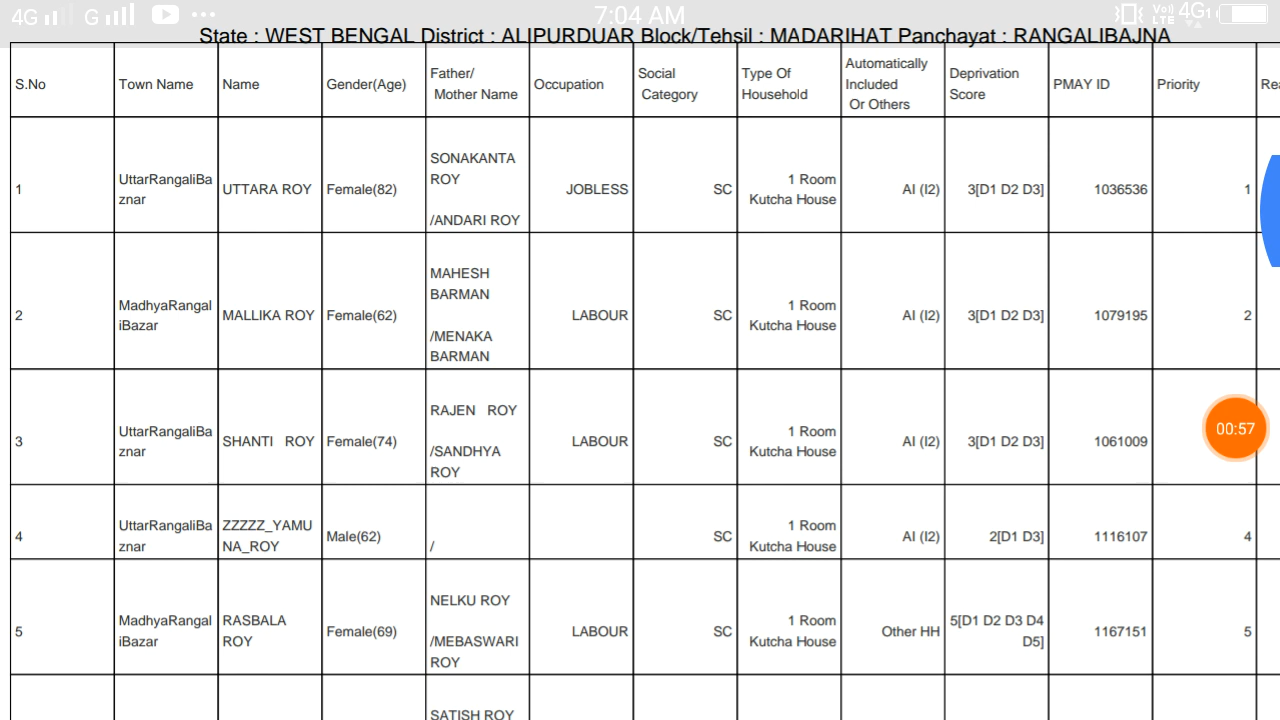 4G G 7:04 AM Vo) LTE 4G1
State : WEST BENGAL District : ALIPURDUAR Block/Tehsil : MADARIHAT Panchayat : RANGALIBAJNA
S.No Town Name Name Gender(Age) Father/ Mother Name Occupation Social Category Type Of Household Automatically Included Or Others Deprivation Score PMAY ID Priority
1 UttarRangaliBa znar UTTARA ROY Female(82) SONAKANTA ROY /ANDARI ROY JOBLESS SC 1 Room Kutcha House AI (I2) 3[D1 D2 D3] 1036536 1
2 MadhyaRangal iBazar MALLIKA ROY Female(62) MAHESH BARMAN /MENAKA BARMAN LABOUR SC 1 Room Kutcha House AI (I2) 3[D1 D2 D3] 1079195 2
3 UttarRangaliBa znar SHANTI ROY Female(74) RAJEN ROY /SANDHYA ROY LABOUR SC 1 Room Kutcha House AI (I2) 3[D1 D2 D3] 1061009
00:57
4 UttarRangaliBa znar ZZZZZ_YAMU NA_ROY Male(62) / SC 1 Room Kutcha House AI (I2) 2[D1 D3] 1116107 4
5 MadhyaRangal iBazar RASBALA ROY Female(69) NELKU ROY /MEBASWARI ROY LABOUR SC 1 Room Kutcha House Other HH 5[D1 D2 D3 D4 D5] 1167151 5
SATISH ROY